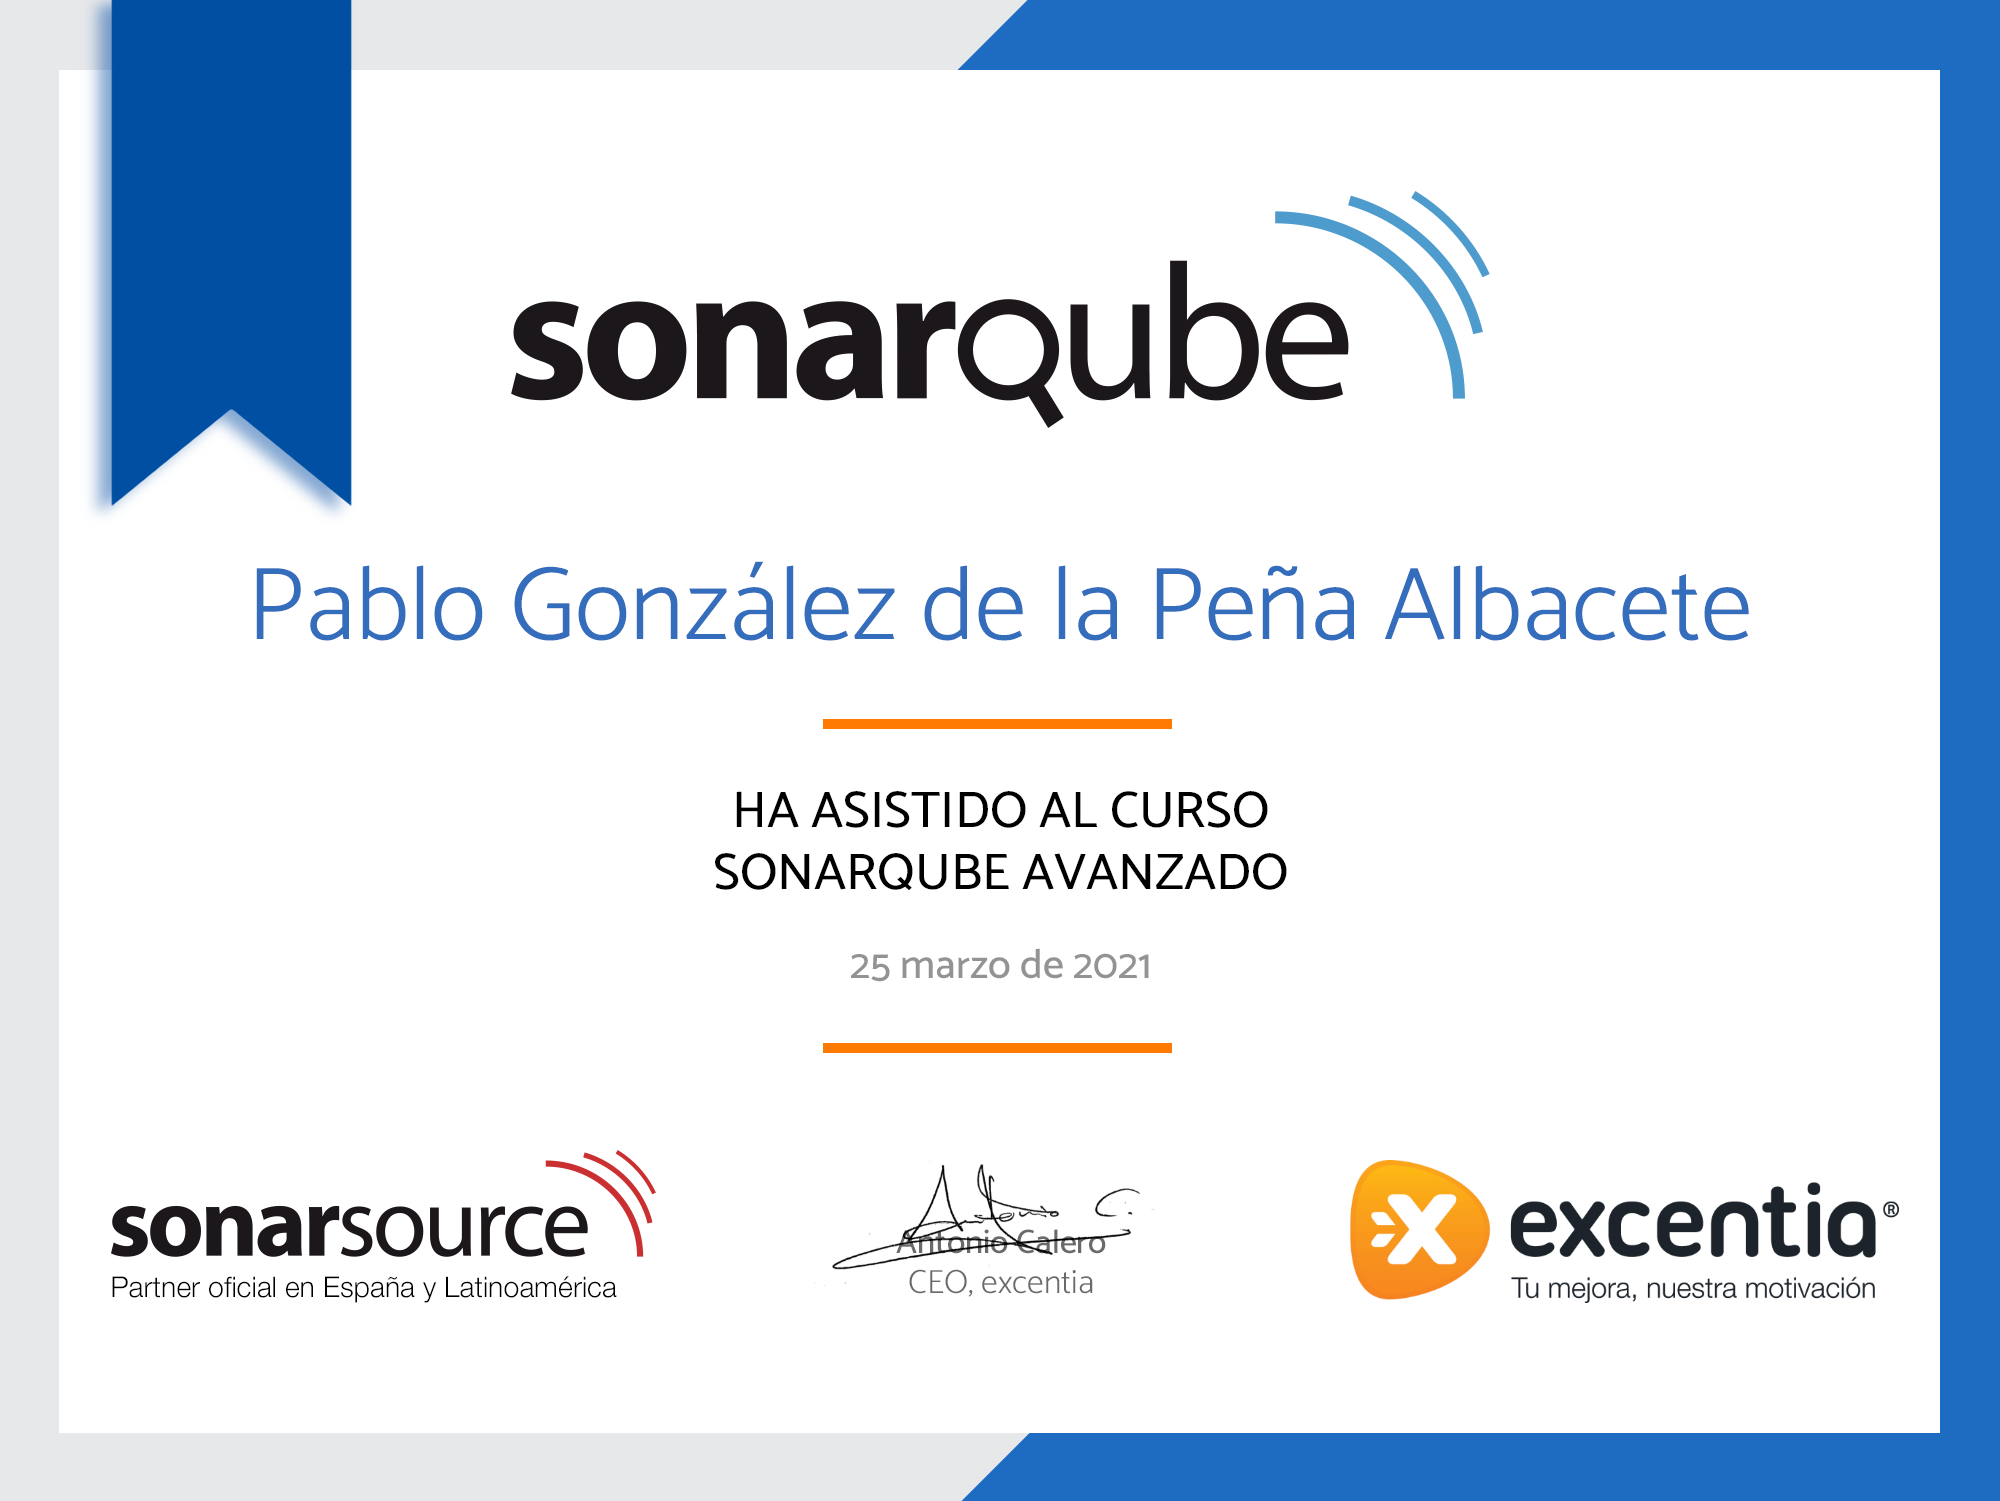 sonarqube
Pablo González de la Peña Albacete
HA ASISTIDO AL CURSO
SONARQUBE AVANZADO
25 marzo de 2021
sonarsource
Partner oficial en España y Latinoamérica
Antonio C.
Antonio Calero
CEO, excentia
excentia®
Tu mejora, nuestra motivación